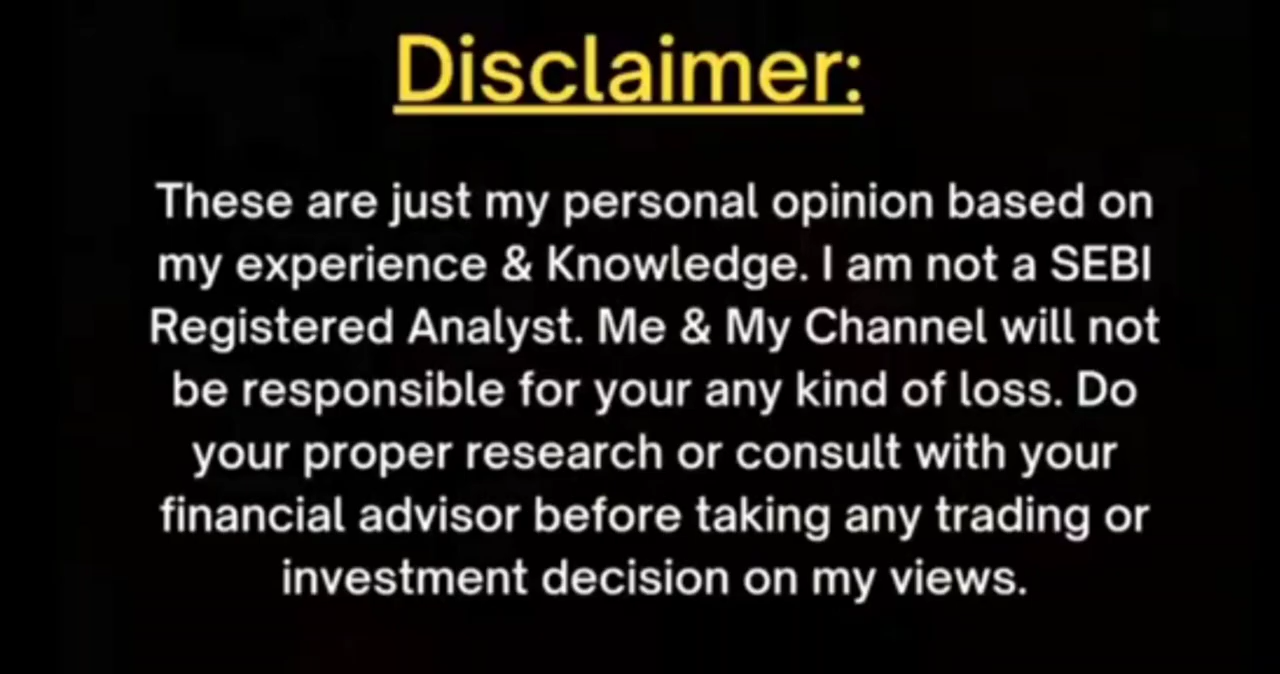 Disclaimer:
These are just my personal opinion based on
my experience & Knowledge. I am not a SEBI
Registered Analyst. Me & My Channel will not
be responsible for your any kind of loss. Do
your proper research or consult with your
financial advisor before taking any trading or
investment decision on my views.